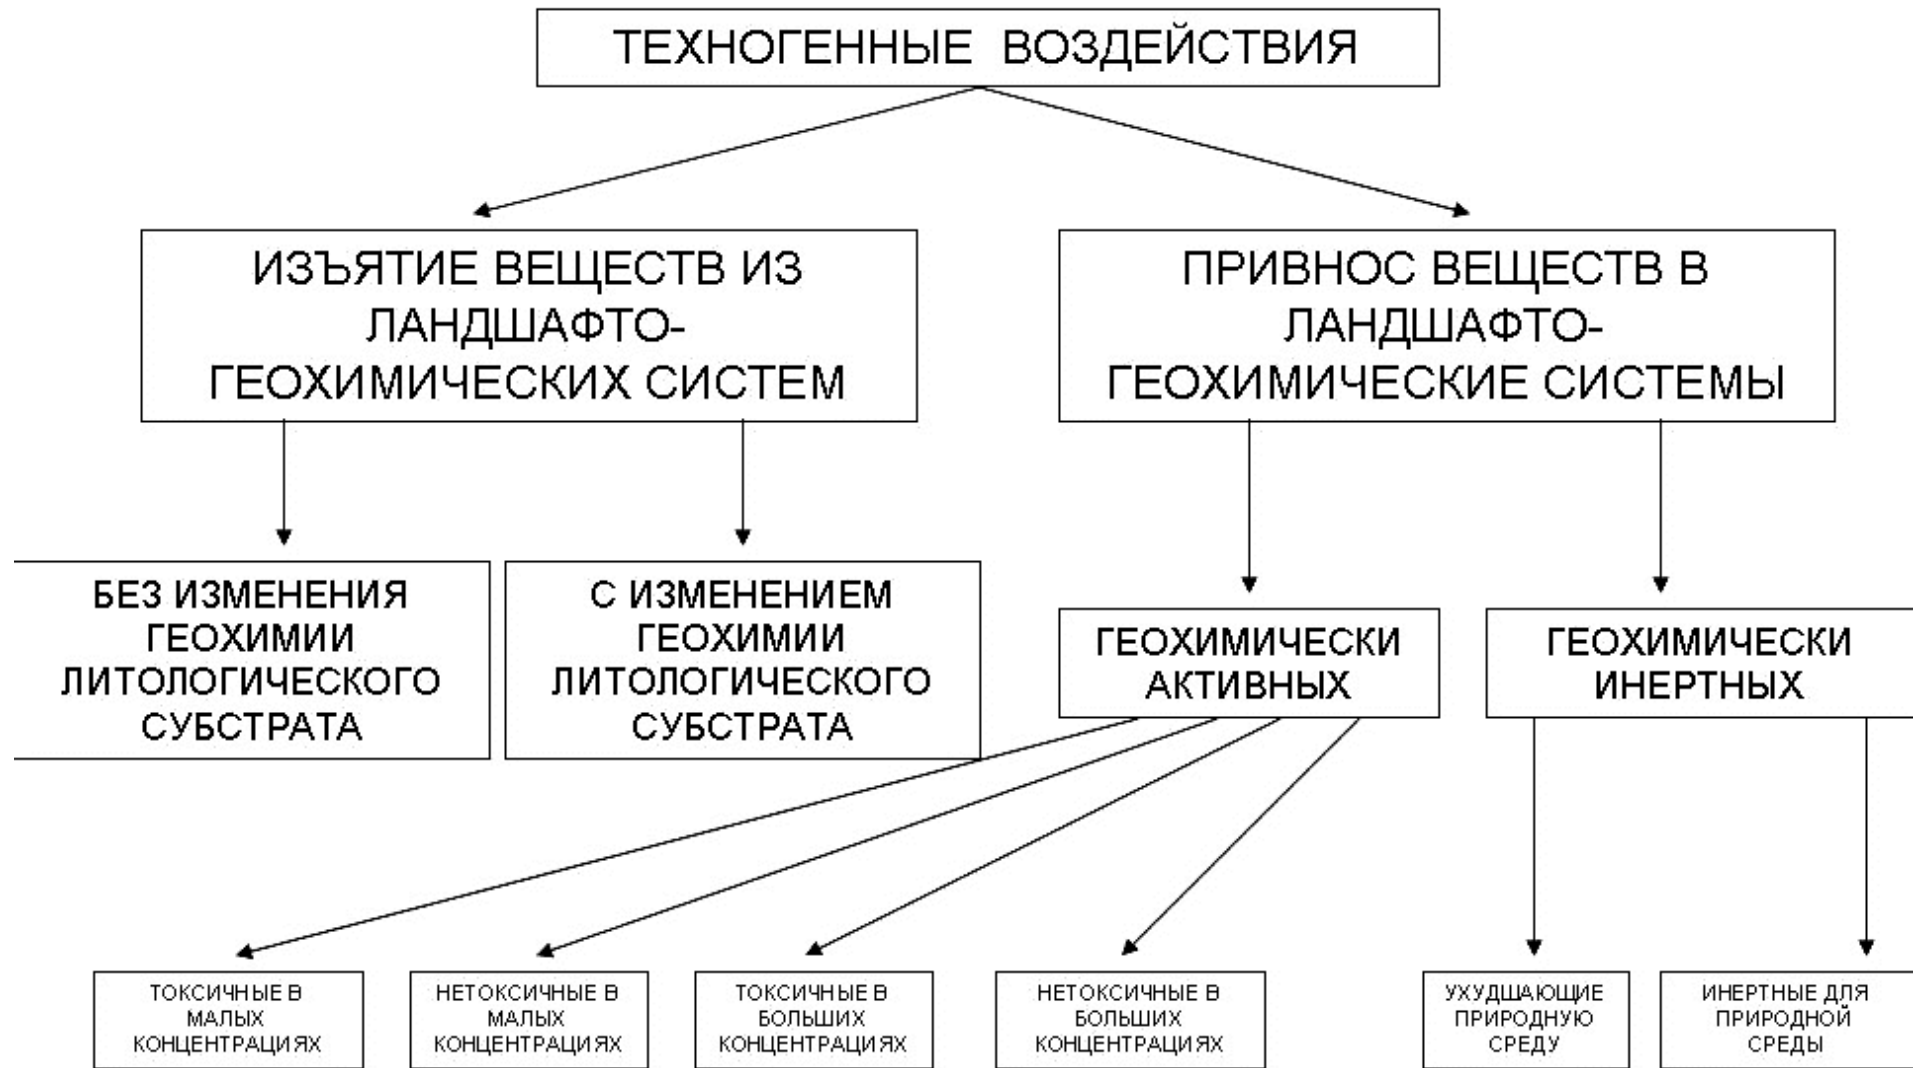 ТЕХНОГЕННЫЕ ВОЗДЕЙСТВИЯ
ИЗЪЯТИЕ ВЕЩЕСТВ ИЗ
ЛАНДШАФТО-
ГЕОХИМИЧЕСКИХ СИСТЕМ
ПРИВНОС ВЕЩЕСТВ В
ЛАНДШАФТО-
ГЕОХИМИЧЕСКИЕ СИСТЕМЫ
БЕЗ ИЗМЕНЕНИЯ
ГЕОХИМИИ
ЛИТОЛОГИЧЕСКОГО
СУБСТРАТА
С ИЗМЕНЕНИЕМ
ГЕОХИМИИ
ЛИТОЛОГИЧЕСКОГО
СУБСТРАТА
ГЕОХИМИЧЕСКИ
АКТИВНЫХ
ГЕОХИМИЧЕСКИ
ИНЕРТНЫХ
ТОКСИЧНЫЕ В
МАЛЫХ
КОНЦЕНТРАЦИЯХ
НЕТОКСИЧНЫЕ В
МАЛЫХ
КОНЦЕНТРАЦИЯХ
ТОКСИЧНЫЕ В
БОЛЬШИХ
КОНЦЕНТРАЦИЯХ
НЕТОКСИЧНЫЕ В
БОЛЬШИХ
КОНЦЕНТРАЦИЯХ
УХУДШАЮЩИЕ
ПРИРОДНУЮ
СРЕДУ
ИНЕРТНЫЕ ДЛЯ
ПРИРОДНОЙ
СРЕДЫ